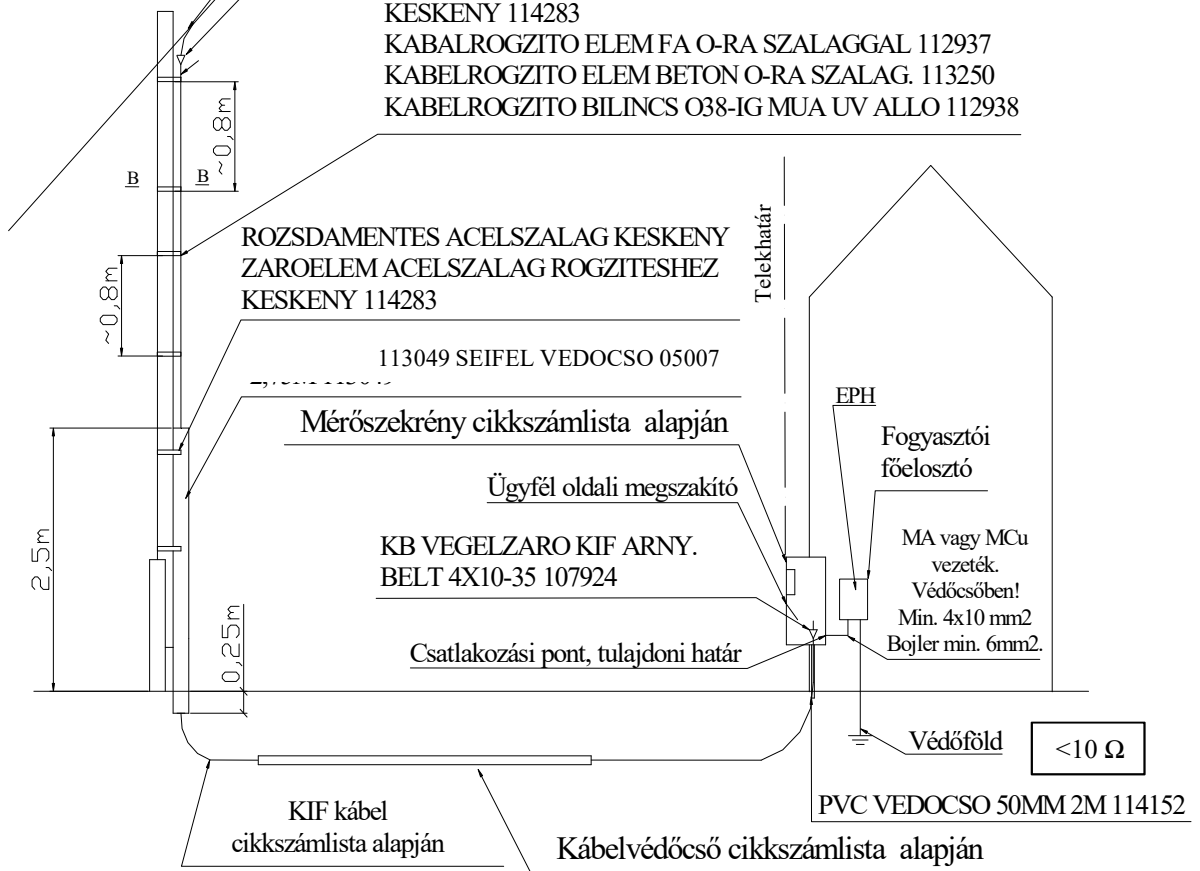 KESKENY 114283
KABALROGZITO ELEM FA O-RA SZALAGGAL 112937
KABELROGZITO ELEM BETON O-RA SZALAG. 113250
KABELROGZITO BILINCS O38-IG MUA UV ALLO 112938
~0,8m
B B
Telekhatár
ROZSDAMENTES ACELSZALAG KESKENY
ZAROELEM ACELSZALAG ROGZITESHEZ
KESKENY 114283
~0,8m
113049 SEIFEL VEDOCSO 05007
EPH
Mérőszekrény cikkszámlista alapján
Fogyasztói
főelosztó
Ügyfél oldali megszakító
2,5m
KB VEGELZARO KIF ARNY.
BELT 4X10-35 107924
MA vagy MCu
vezeték.
Védőcsőben!
Min. 4x10 mm2
Bojler min. 6mm2.
0,25m
Csatlakozási pont, tulajdoni határ
Védőföld
<10 Ω
KIF kábel
cikkszámlista alapján
PVC VEDOCSO 50MM 2M 114152
Kábelvédőcső cikkszámlista alapján